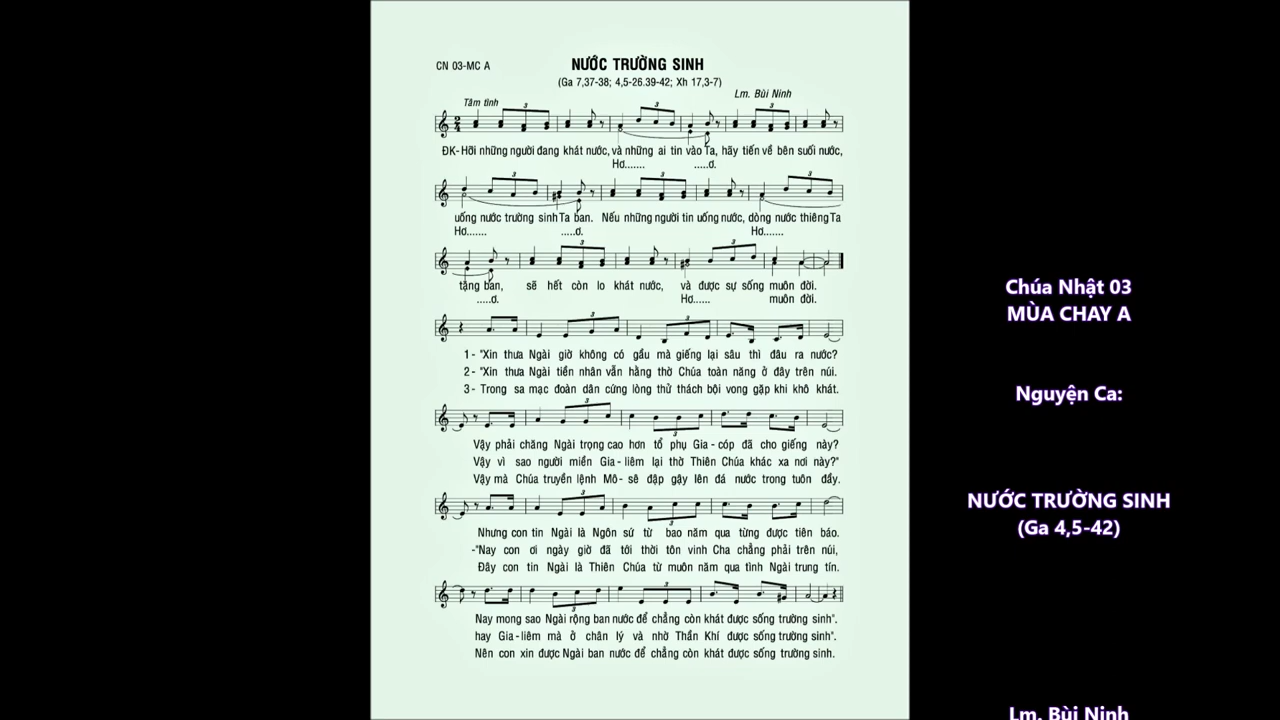 CN 03-MC A
NƯỚC TRƯỜNG SINH
(Ga 7,37-38; 4,5-26.39-42; Xh 17,3-7)
Lm. Bùi Ninh
Tâm tình
ĐK-Hỡi những người đang khát nước, và những ai tin vào Ta, hãy tiến về bên suối nước,
Hơ....... .....ơ.
uống nước trường sinh Ta ban. Nếu những người tin uống nước, dòng nước thiêng Ta
Hơ....... .....ơ. Hơ.......
tặng ban, sẽ hết còn lo khát nước, và được sự sống muôn đời.
.....ơ. Hơ...... muôn đời.
1- "Xin thưa Ngài giờ không có gầu mà giếng lại sâu thì đâu ra nước?
2- "Xin thưa Ngài tiền nhân vẫn hằng thờ Chúa toàn năng ở đây trên núi.
3- Trong sa mạc đoàn dân cứng lòng thử thách bội vong gặp khi khô khát.
Vậy phải chăng Ngài trọng cao hơn tổ phụ Gia-cóp đã cho giếng này?
Vậy vì sao người miền Gia-liêm lại thờ Thiên Chúa khác xa nơi này?"
Vậy mà Chúa truyền lệnh Mô-sê đập gậy lên đá nước trong tuôn đầy.
Nhưng con tin Ngài là Ngôn sứ từ bao năm qua từng được tiên báo.
-"Nay con ơi ngày giờ đã tới thời tôn vinh Cha chẳng phải trên núi,
Đây con tin Ngài là Thiên Chúa từ muôn năm qua tình Ngài trung tín.
Nay mong sao Ngài rộng ban nước để chẳng còn khát được sống trường sinh".
hay Gia-liêm mà ở chân lý và nhờ Thần Khí được sống trường sinh".
Nên con xin được Ngài ban nước để chẳng còn khát được sống trường sinh.
Chúa Nhật 03
MÙA CHAY A
Nguyện Ca:
NƯỚC TRƯỜNG SINH
(Ga 4,5-42)
Lm. Bùi Ninh